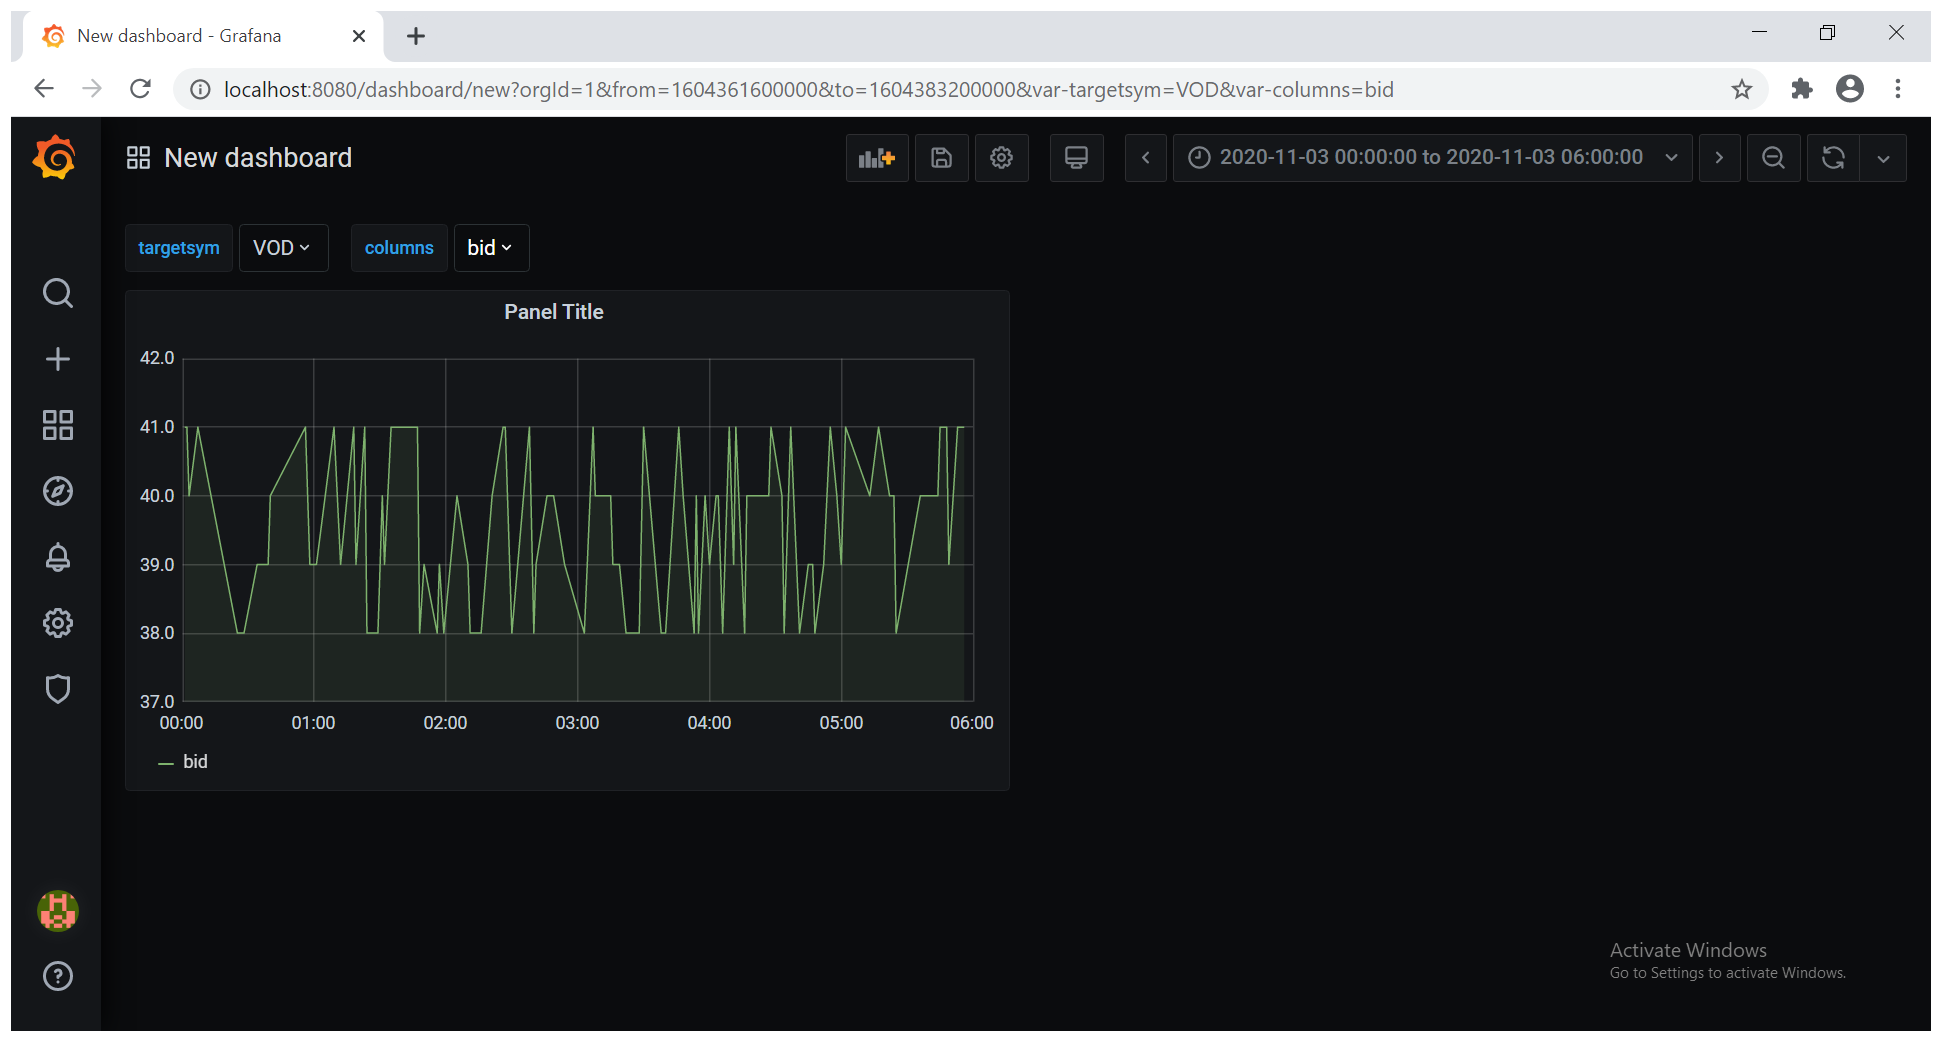 New dashboard - Grafana
localhost:8080/dashboard/new?orgId=1&from=1604361600000&to=1604383200000&var-targetsym=VOD&var-columns=bid
New dashboard
2020-11-03 00:00:00 to 2020-11-03 06:00:00
targetsym VOD columns bid
Panel Title
42.0
41.0
40.0
39.0
38.0
37.0
00:00 01:00 02:00 03:00 04:00 05:00 06:00
bid
Activate Windows
Go to Settings to activate Windows.